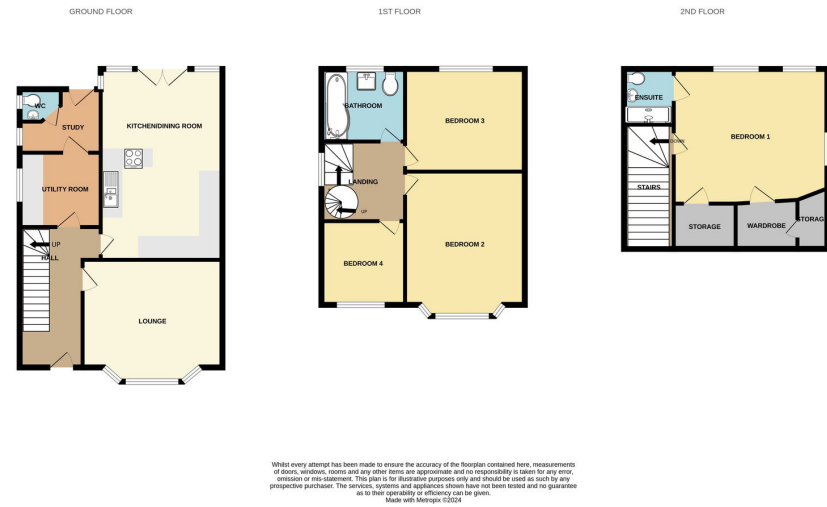 GROUND FLOOR
1ST FLOOR
2ND FLOOR
WC
STUDY
KITCHEN/DINING ROOM
UTILITY ROOM
UP
HALL
LOUNGE
BATHROOM
BEDROOM 3
LANDING
UP
BEDROOM 2
BEDROOM 4
ENSUITE
BEDROOM 1
DOWN
STAIRS
STORAGE
WARDROBE
STORAGE
Whilst every attempt has been made to ensure the accuracy of the floorplan contained here, measurements
of doors, windows, rooms and any other items are approximate and no responsibility is taken for any error,
omission or mis-statement. This plan is for illustrative purposes only and should be used as such by any
prospective purchaser. The services, systems and appliances shown have not been tested and no guarantee
as to their operability or efficiency can be given.
Made with Metropix ©2024